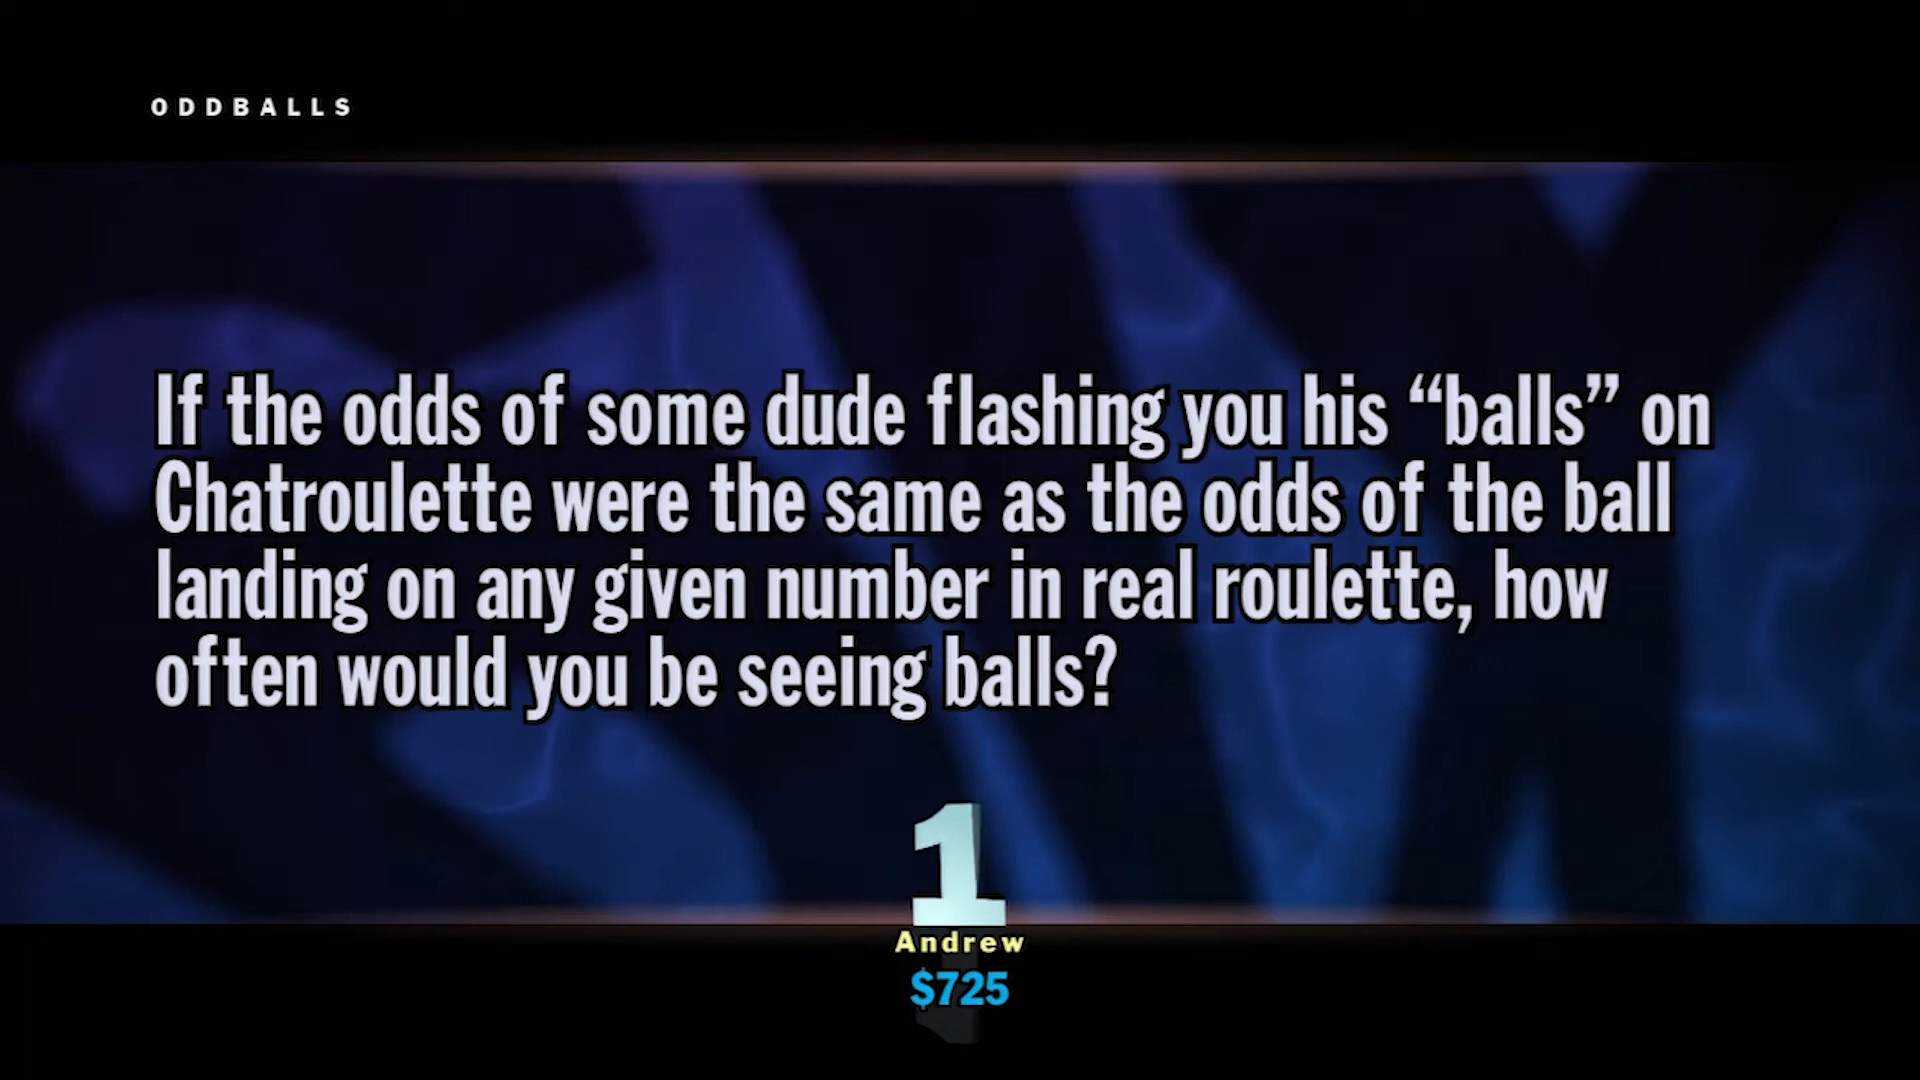 ODDBALLS
If the odds of some dude flashing you his “balls” on
Chatroulette were the same as the odds of the ball
landing on any given number in real roulette, how
often would you be seeing balls?
1
Andrew
$725